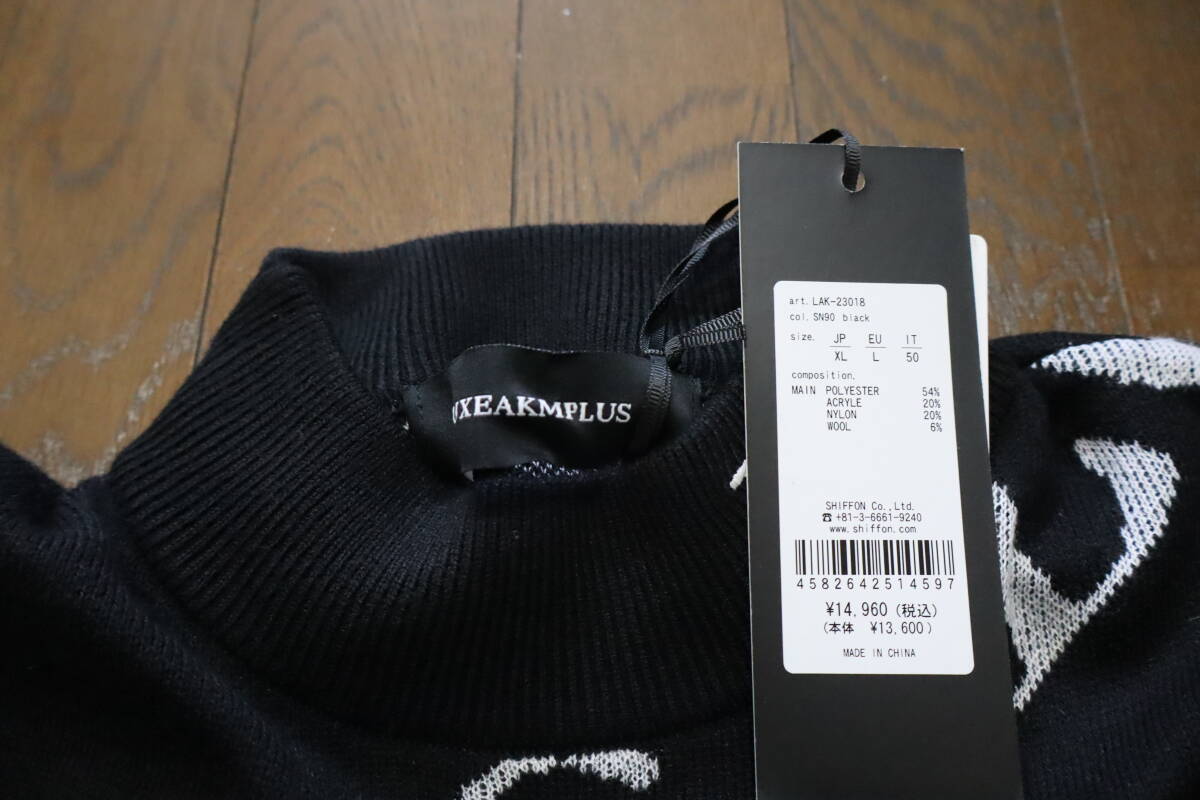 UXEAKMPLUS
art. LAK-23018
col. SN90 black
size. JP EU IT
XL L 50
composition.
MAIN POLYESTER 54%
ACRYLE 20%
NYLON 20%
WOOL 6%
SHIFFON Co.,Ltd.
☎ +81-3-6661-9240
www.shiffon.com
4582642514597
¥14,960 (税込)
(本体 ¥13,600)
MADE IN CHINA